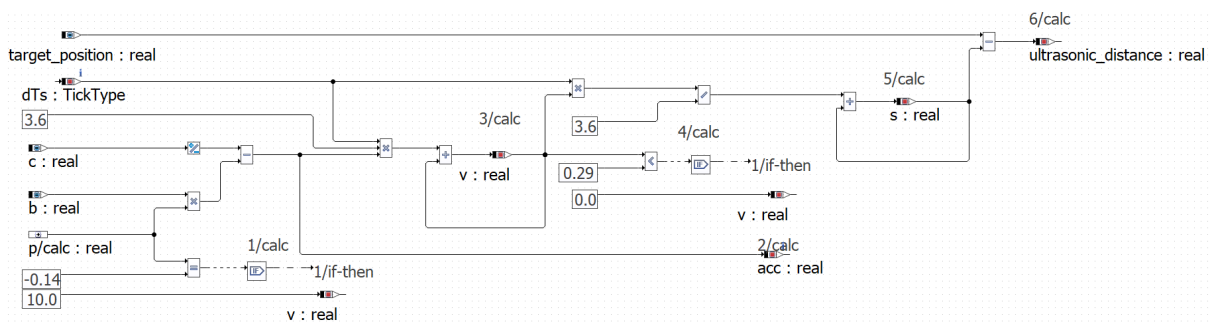 6/calc
target_position : real
ultrasonic_distance : real
i
5/calc
dTs : TickType
s : real
3.6
3/calc
3.6
4/calc
c : real
v : real
0.29
1/if-then
0.0
b : real
v : real
p/calc : real
1/calc
2/calc
1/if-then
acc : real
-0.14
10.0
v : real